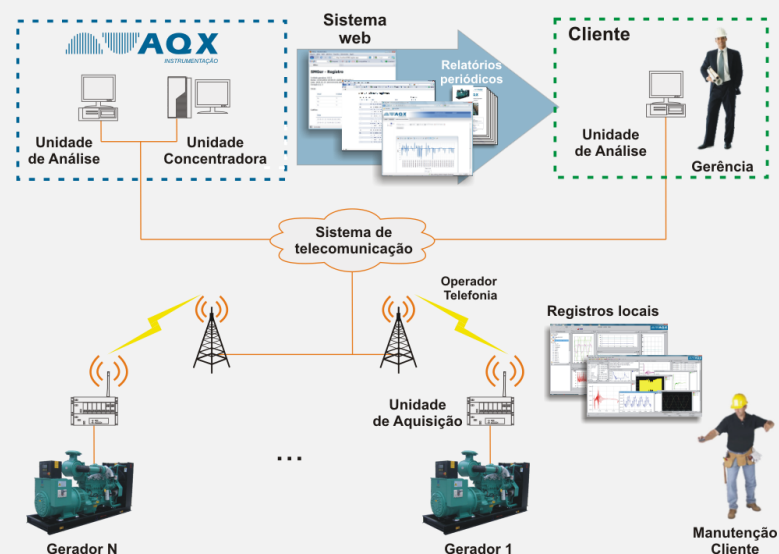 AQX
INSTRUMENTAÇÃO
Unidade
de Análise
Unidade
Concentradora
Sistema
web
Relatórios
periódicos
AQX
Cliente
Unidade
de Análise
Gerência
Sistema de
telecomunicação
Operador
Telefonia
Registros locais
Unidade
de Aquisição
...
Gerador N
Gerador 1
Manutenção
Cliente